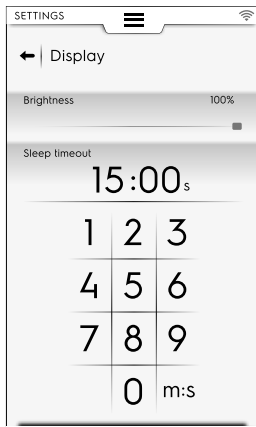 SETTINGS
Display
Brightness 100%
Sleep timeout
15:00s
1 2 3
4 5 6
7 8 9
0 m:s